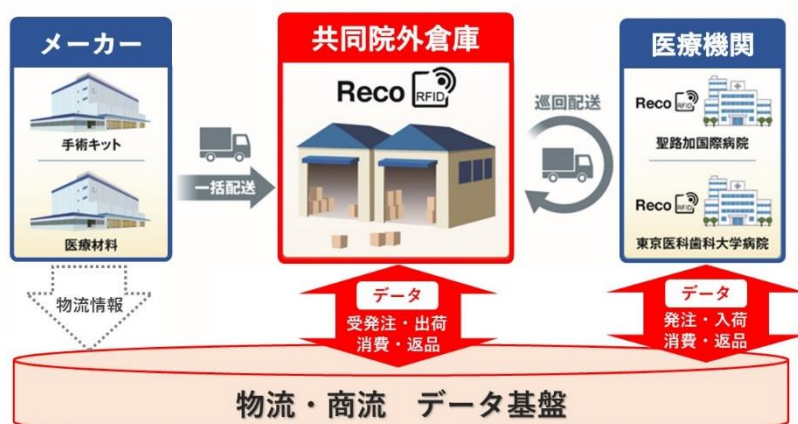 メーカー
手術キット
医療材料
物流情報
一括配送
共同院外倉庫
Reco RFID
巡回配送
医療機関
Reco RFID
聖路加国際病院
Reco RFID
東京医科歯科大学病院
データ
受発注・出荷
消費・返品
データ
発注・入荷
消費・返品
物流・商流　データ基盤